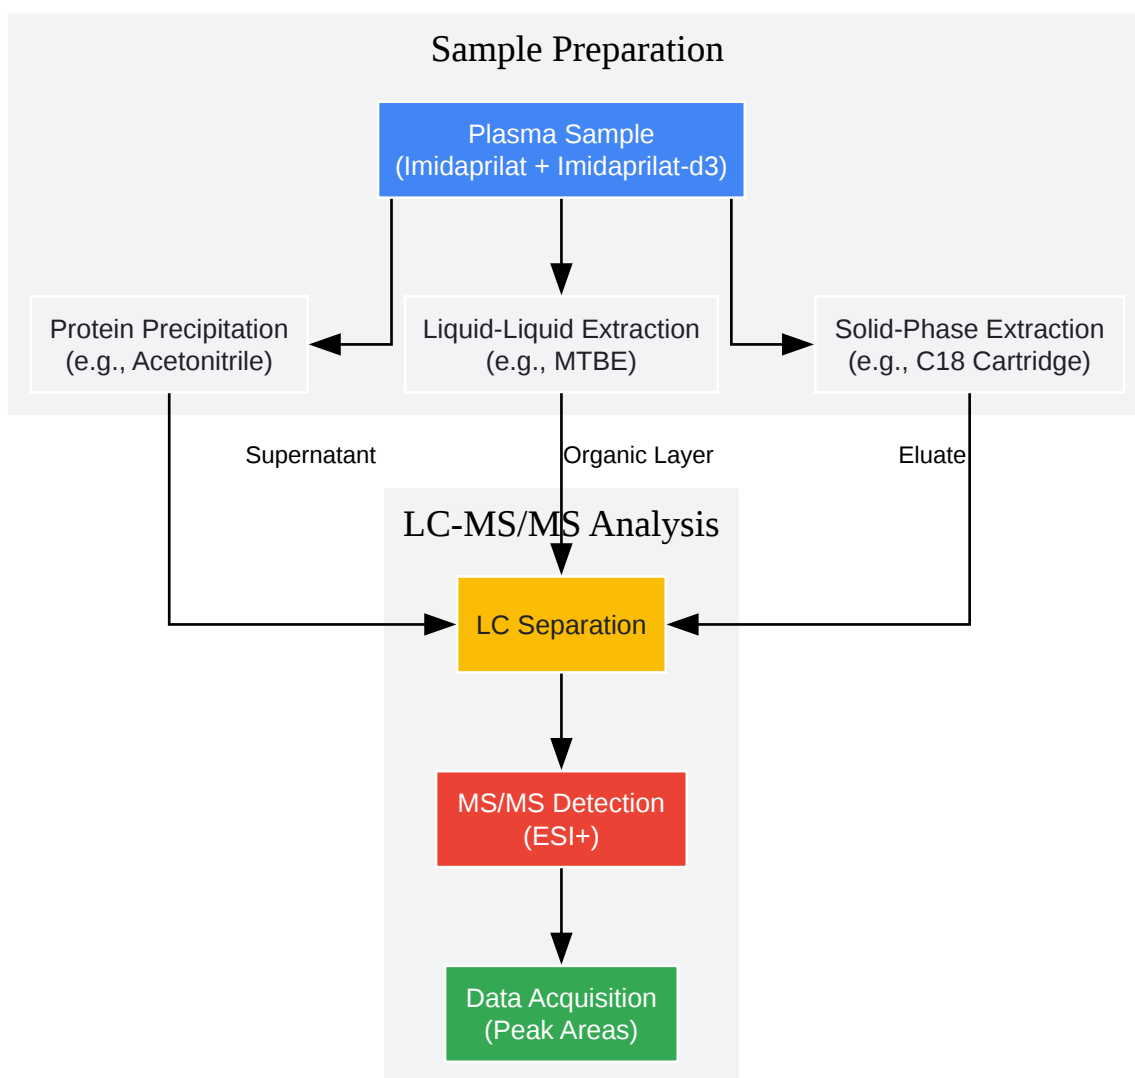 Sample Preparation
Plasma Sample
(Imidaprilat + Imidaprilat-d3)
Protein Precipitation
(e.g., Acetonitrile)
Liquid-Liquid Extraction
(e.g., MTBE)
Solid-Phase Extraction
(e.g., C18 Cartridge)
Supernatant
Organic Layer
Eluate
LC-MS/MS Analysis
LC Separation
MS/MS Detection
(ESI+)
Data Acquisition
(Peak Areas)